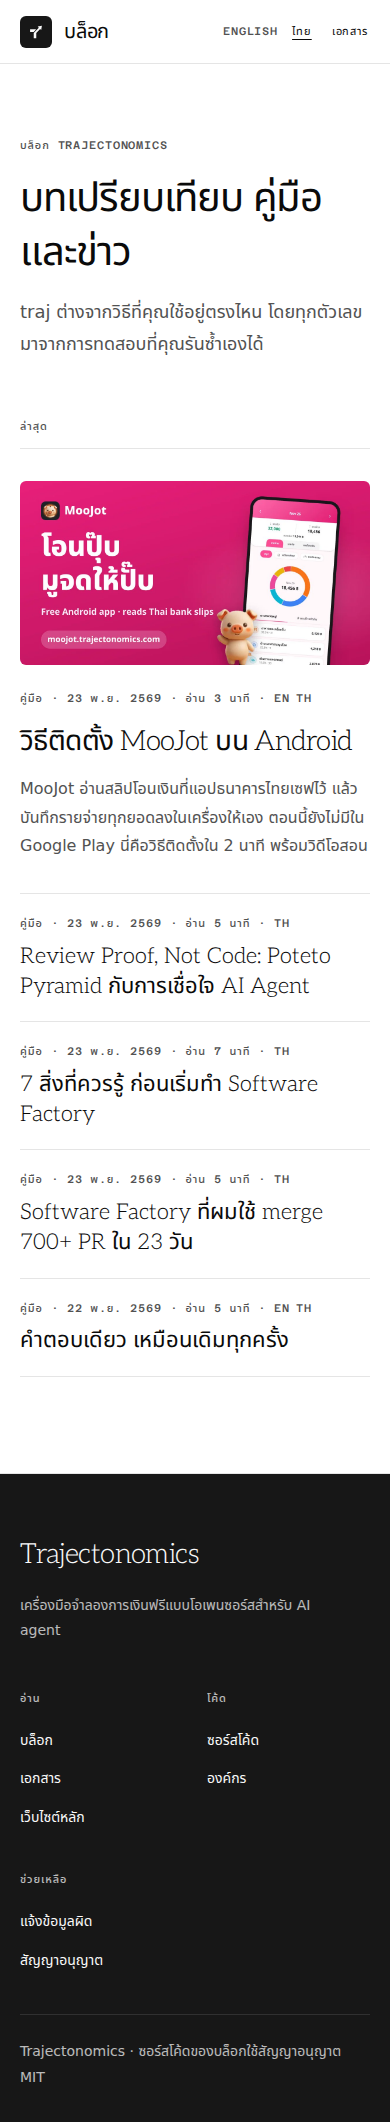 บล็อก
ENGLISH ไทย เอกสาร
บล็อก TRAJECTONOMICS
บทเปรียบเทียบ คู่มือ
และข่าว
traj ต่างจากวิธีที่คุณใช้อยู่ตรงไหน โดยทุกตัวเลข
มาจากการทดสอบที่คุณรันซ้ำเองได้
ล่าสุด
MooJot
โอนปุ๊บ
มูจดให้ปั๊บ
Free Android app · reads Thai bank slips
moojot.trajectonomics.com
คู่มือ · 23 พ.ย. 2569 · อ่าน 3 นาที · EN TH
วิธีติดตั้ง MooJot บน Android
MooJot อ่านสลิปโอนเงินที่แอปธนาคารไทยเซฟไว้ แล้ว
บันทึกรายจ่ายทุกยอดลงในเครื่องให้เอง ตอนนี้ยังไม่มีใน
Google Play นี่คือวิธีติดตั้งใน 2 นาที พร้อมวิดีโอสอน
คู่มือ · 23 พ.ย. 2569 · อ่าน 5 นาที · TH
Review Proof, Not Code: Poteto
Pyramid กับการเชื่อใจ AI Agent
คู่มือ · 23 พ.ย. 2569 · อ่าน 7 นาที · TH
7 สิ่งที่ควรรู้ ก่อนเริ่มทำ Software
Factory
คู่มือ · 23 พ.ย. 2569 · อ่าน 5 นาที · TH
Software Factory ที่ผมใช้ merge
700+ PR ใน 23 วัน
คู่มือ · 22 พ.ย. 2569 · อ่าน 5 นาที · EN TH
คำตอบเดียว เหมือนเดิมทุกครั้ง
Trajectonomics
เครื่องมือจำลองการเงินฟรีแบบโอเพนซอร์สสำหรับ AI
agent
อ่าน
โค้ด
บล็อก
ซอร์สโค้ด
เอกสาร
องค์กร
เว็บไซต์หลัก
ช่วยเหลือ
แจ้งข้อมูลผิด
สัญญาอนุญาต
Trajectonomics · ซอร์สโค้ดของบล็อกใช้สัญญาอนุญาต
MIT